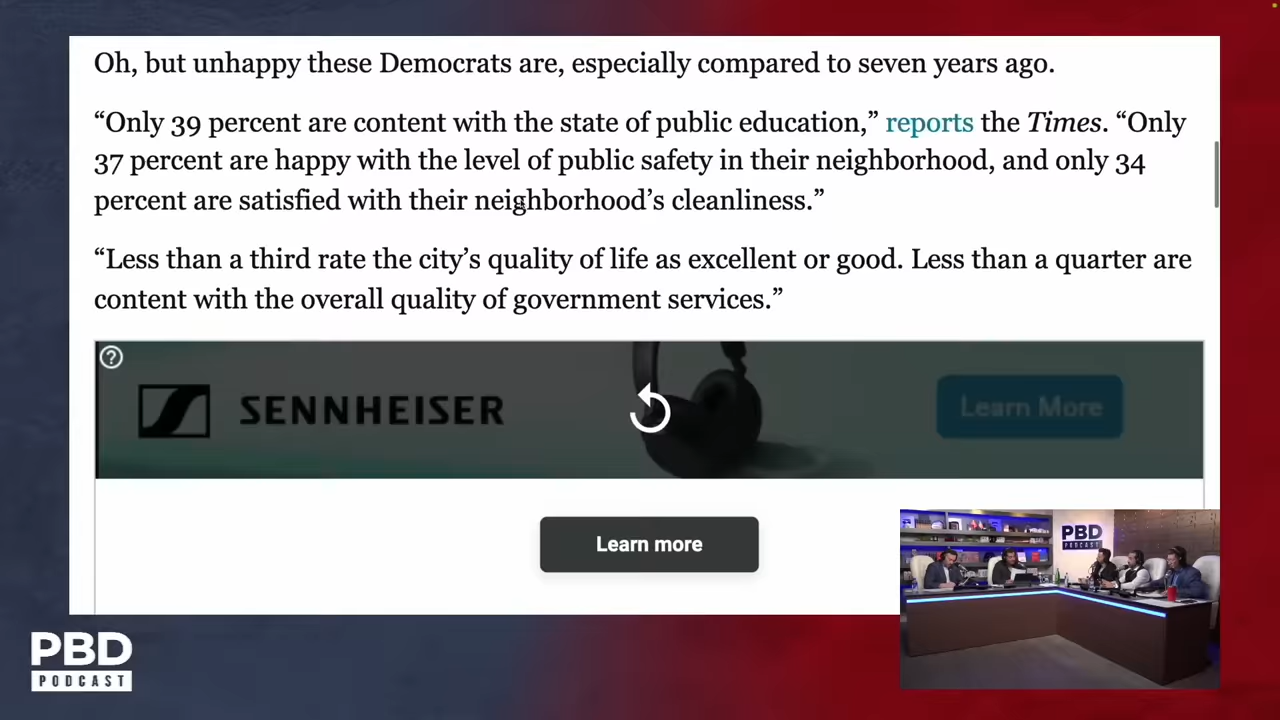 Oh, but unhappy these Democrats are, especially compared to seven years ago.
“Only 39 percent are content with the state of public education,” reports the Times. “Only
37 percent are happy with the level of public safety in their neighborhood, and only 34
percent are satisfied with their neighborhood’s cleanliness.”
“Less than a third rate the city’s quality of life as excellent or good. Less than a quarter are
content with the overall quality of government services.”
?
SENNHEISER
Learn More
Learn more
PBD
PODCAST
PBD
PODCAST